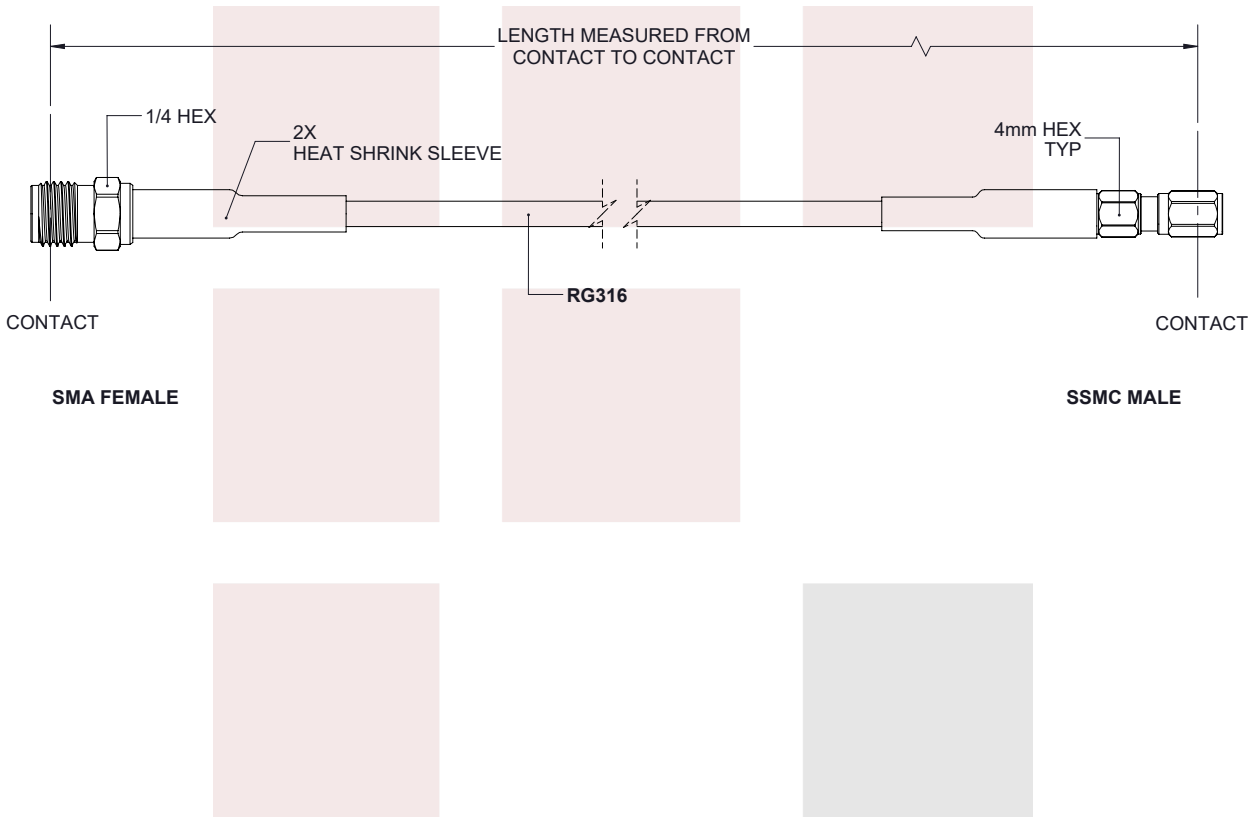 LENGTH MEASURED FROM
CONTACT TO CONTACT
1/4 HEX
2X
HEAT SHRINK SLEEVE
4mm HEX
TYP
RG316
CONTACT
CONTACT
SMA FEMALE
SSMC MALE